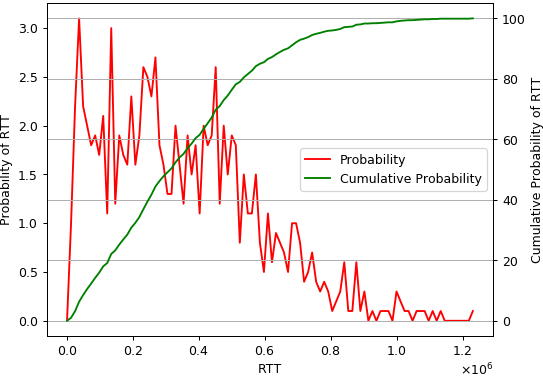 Probability of RTT
3.0
2.5
2.0
1.5
1.0
0.5
0.0
100
80
60
40
20
0
Cumulative Probability of RTT
Probability
Cumulative Probability
0.0 0.2 0.4 0.6 0.8 1.0 1.2
RTT
×10⁶